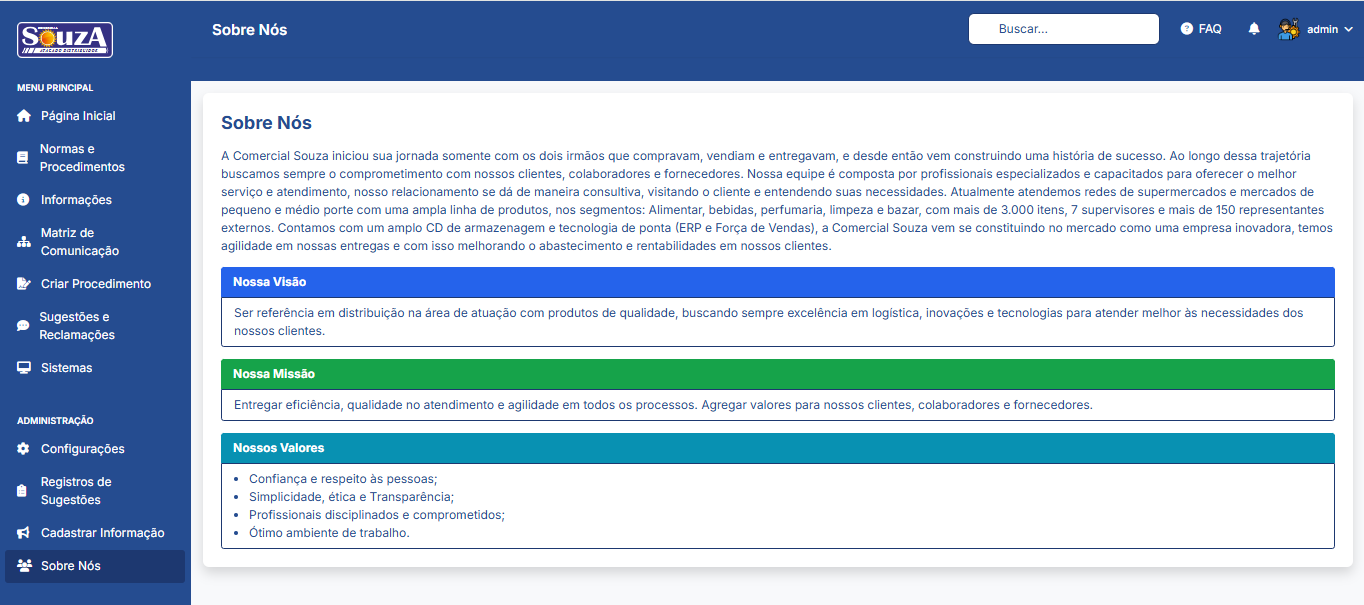 SouzA
ATACADO DISTRIBUIDOR
Sobre Nós
Buscar...
FAQ
admin
MENU PRINCIPAL
Página Inicial
Normas e
Procedimentos
Informações
Matriz de
Comunicação
Criar Procedimento
Sugestões e
Reclamações
Sistemas
ADMINISTRAÇÃO
Configurações
Registros de
Sugestões
Cadastrar Informação
Sobre Nós
Sobre Nós
A Comercial Souza iniciou sua jornada somente com os dois irmãos que compravam, vendiam e entregavam, e desde então vem construindo uma história de sucesso. Ao longo dessa trajetória
buscamos sempre o comprometimento com nossos clientes, colaboradores e fornecedores. Nossa equipe é composta por profissionais especializados e capacitados para oferecer o melhor
serviço e atendimento, nosso relacionamento se dá de maneira consultiva, visitando o cliente e entendendo suas necessidades. Atualmente atendemos redes de supermercados e mercados de
pequeno e médio porte com uma ampla linha de produtos, nos segmentos: Alimentar, bebidas, perfumaria, limpeza e bazar, com mais de 3.000 itens, 7 supervisores e mais de 150 representantes
externos. Contamos com um amplo CD de armazenagem e tecnologia de ponta (ERP e Força de Vendas), a Comercial Souza vem se constituindo no mercado como uma empresa inovadora, temos
agilidade em nossas entregas e com isso melhorando o abastecimento e rentabilidades em nossos clientes.
Nossa Visão
Ser referência em distribuição na área de atuação com produtos de qualidade, buscando sempre excelência em logística, inovações e tecnologias para atender melhor às necessidades dos
nossos clientes.
Nossa Missão
Entregar eficiência, qualidade no atendimento e agilidade em todos os processos. Agregar valores para nossos clientes, colaboradores e fornecedores.
Nossos Valores
• Confiança e respeito às pessoas;
• Simplicidade, ética e Transparência;
• Profissionais disciplinados e comprometidos;
• Ótimo ambiente de trabalho.